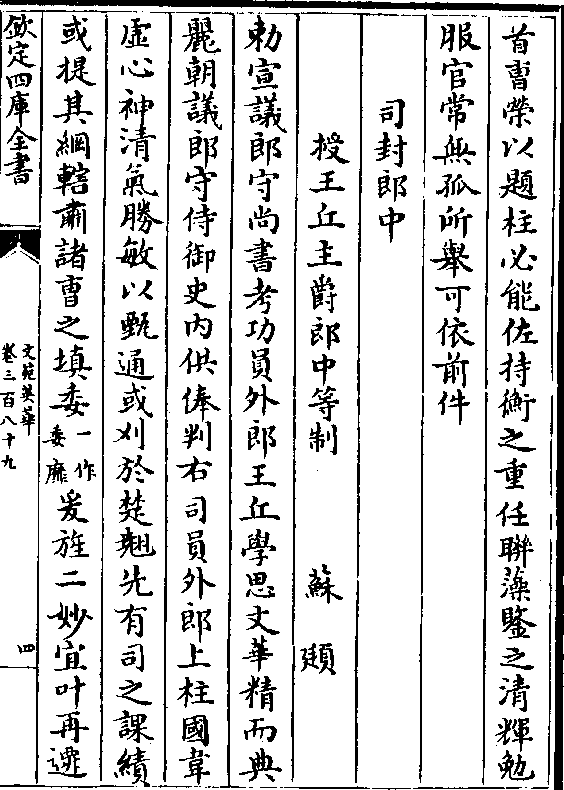 首曺榮以題柱必能佐持衡之重任聨藻鑒之清輝勉
服官常無孤所舉可依前件
司封郎中
授王丘主爵郎中等制 蘇頲
勅宣議郎守尚書考功員外郎王丘學思文華精而典
麗朝議郎守侍御史内供俸判右司員外郎上柱國韋
虚心神清氣勝敏以甄通或刈於楚翹先有司之課績
或提其綱轄肅諸曺之填委一作委靡爰旌二妙宜叶再遷
欽定四庫全書
文苑英華
卷三百八十九
四